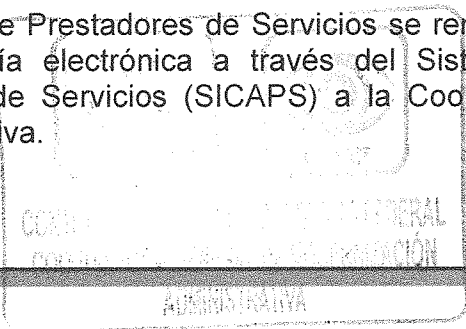 e Prestadores de Servicios se re
ía electrónica a través del Sist
de Servicios (SICAPS) a la Coo
iva.
ADMINISTRATIVA